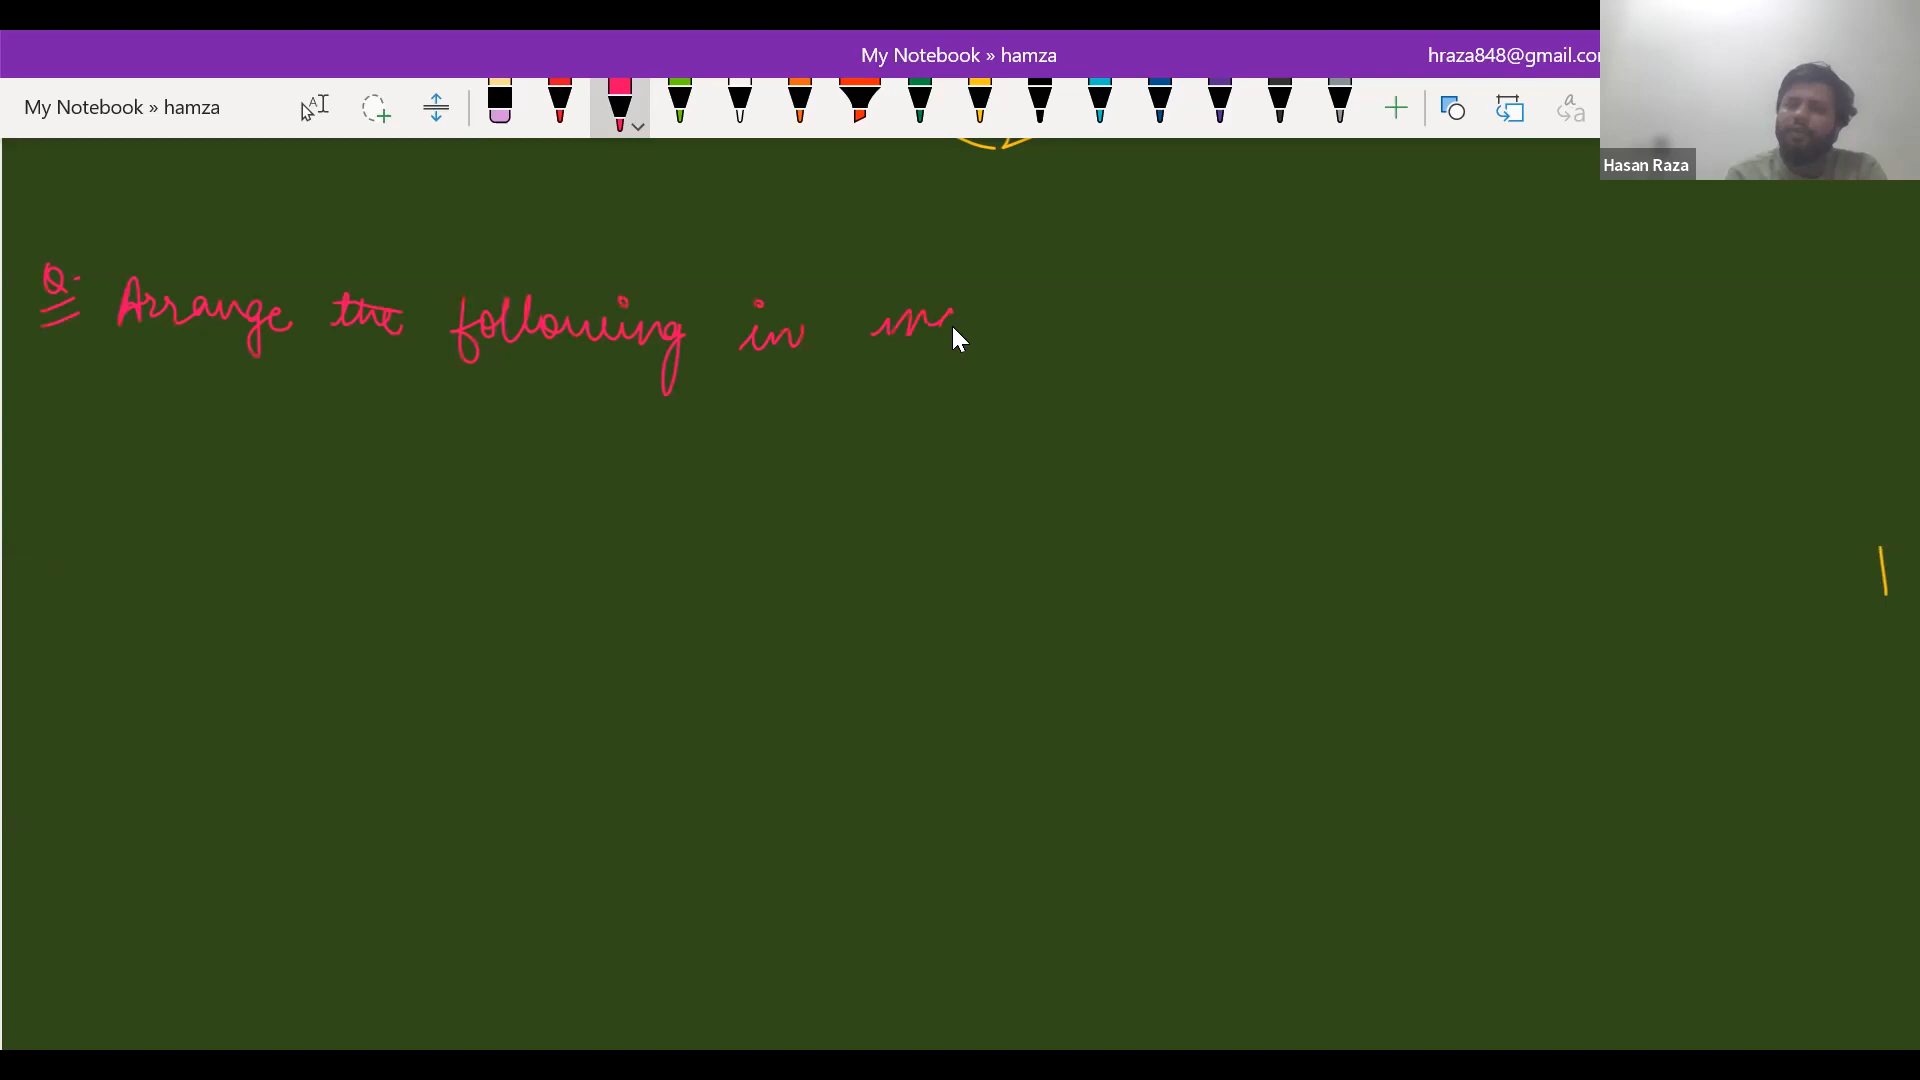 My Notebook » hamza
hraza848@gmail.co
My Notebook » hamza
Hasan Raza
Q. Arrange the following in